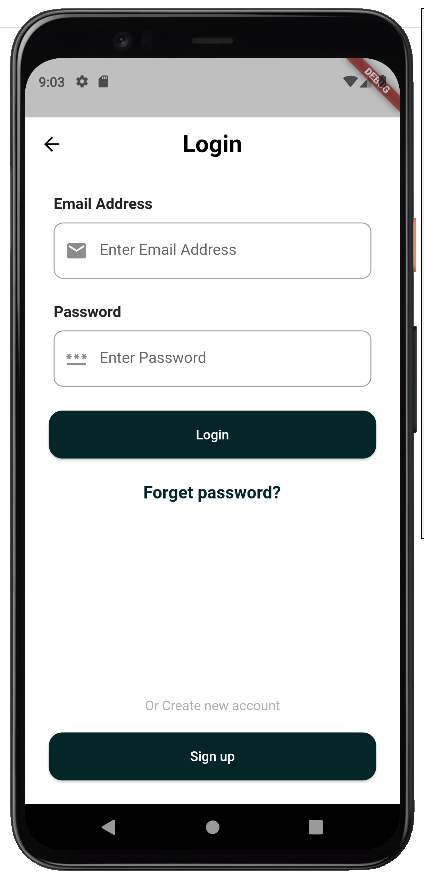 9:03
DEBUG
Login
Email Address
Enter Email Address
Password
*** Enter Password
Login
Forget password?
Or Create new account
Sign up